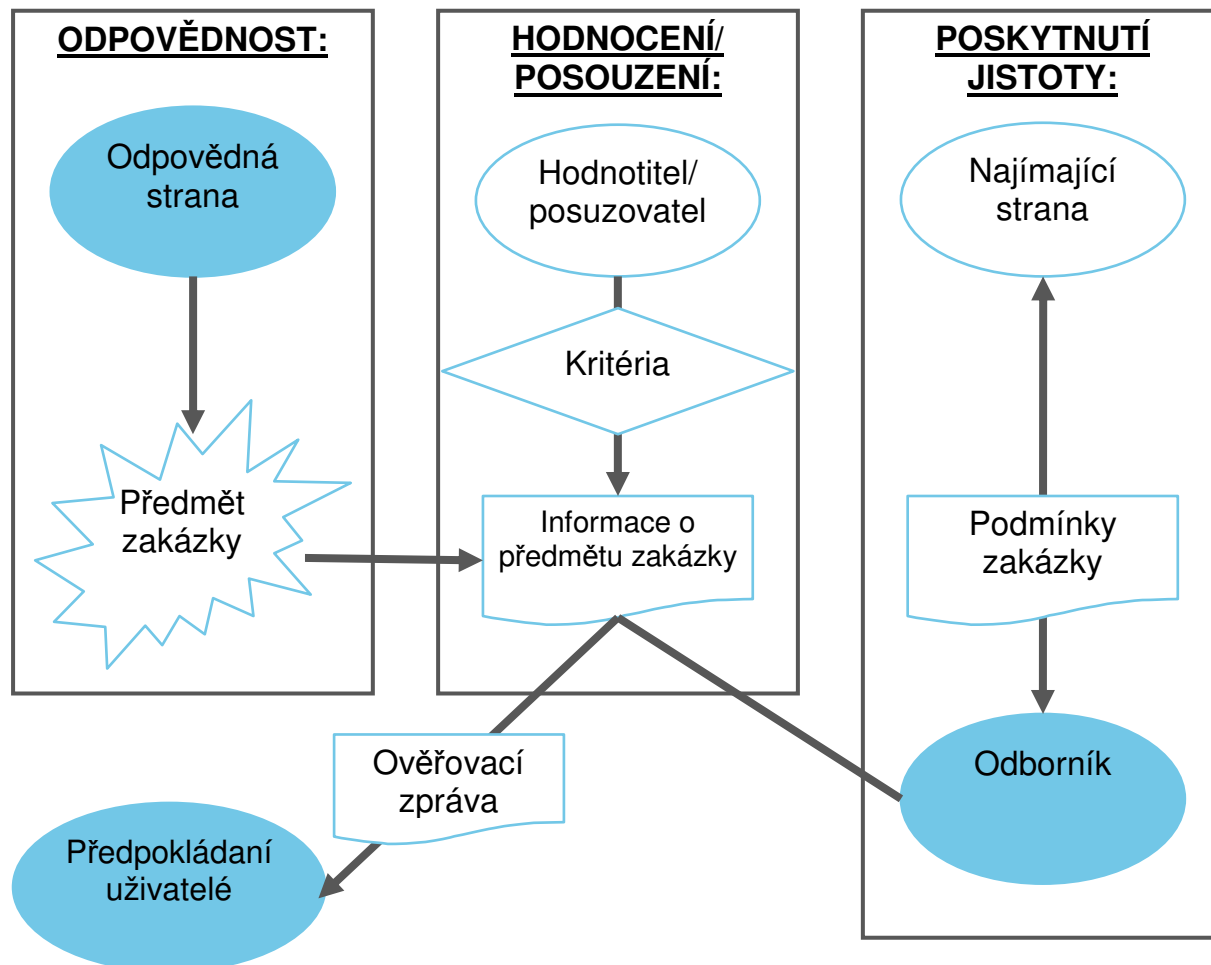 ODPOVĚDNOST:
Odpovědná
strana
Předmět
zakázky
HODNOCENÍ/
POSOUZENÍ:
Hodnotitel/
posuzovatel
Kritéria
Informace o
předmětu zakázky
POSKYTNUTÍ
JISTOTY:
Najímající
strana
Podmínky
zakázky
Odborník
Ověřovací
zpráva
Předpokládaní
uživatelé